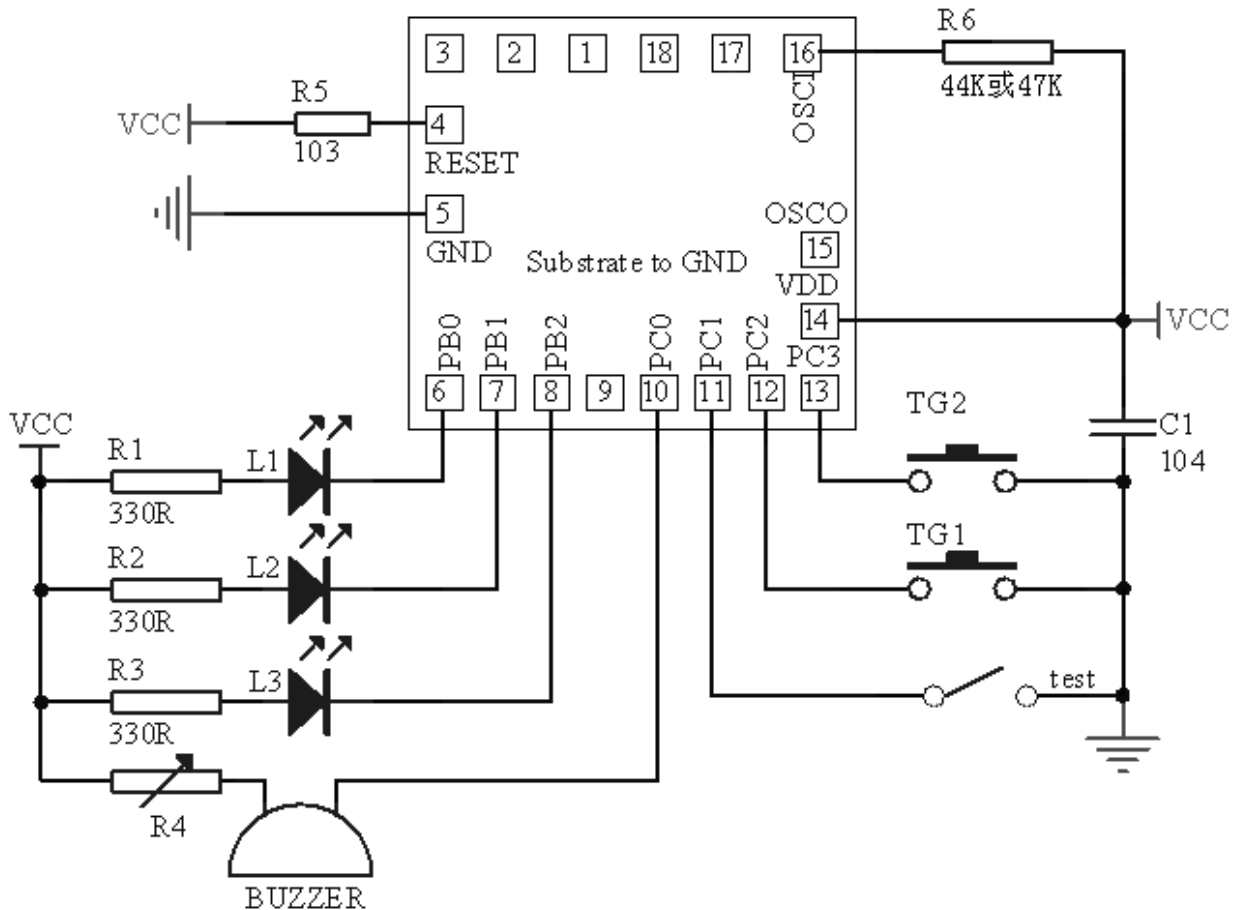 R6
3
2
1
18
17
16
OSCI
44K或47K
R5
VCC
4
103
RESET
5
GND
OSCO
15
Substrate to GND
VDD
14
VCC
PB0
PB1
PB2
PC0
PC1
PC2
PC3
6
7
8
9
10
11
12
13
VCC
TG2
C1
104
R1
L1
330R
TG1
R2
L2
330R
R3
L3
test
330R
R4
BUZZER